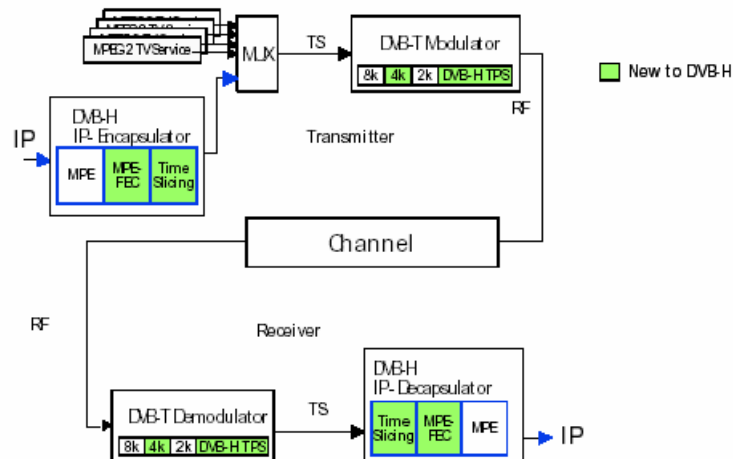 MPEG2 TVService
MUX
TS
DVB-T Modulator
8k 4k 2k DVB-H TPS
New to DVB-H
RF
Transmitter
IP
DVB-H
IP- Encapsulator
MPE
MPE-
FEC
Time
Slicing
Channel
RF
Receiver
DVB-T Demodulator
8k 4k 2k DVB-H TPS
TS
DVB-H
IP- Decapsulator
Time
Slicing
MPE-
FEC
MPE
IP